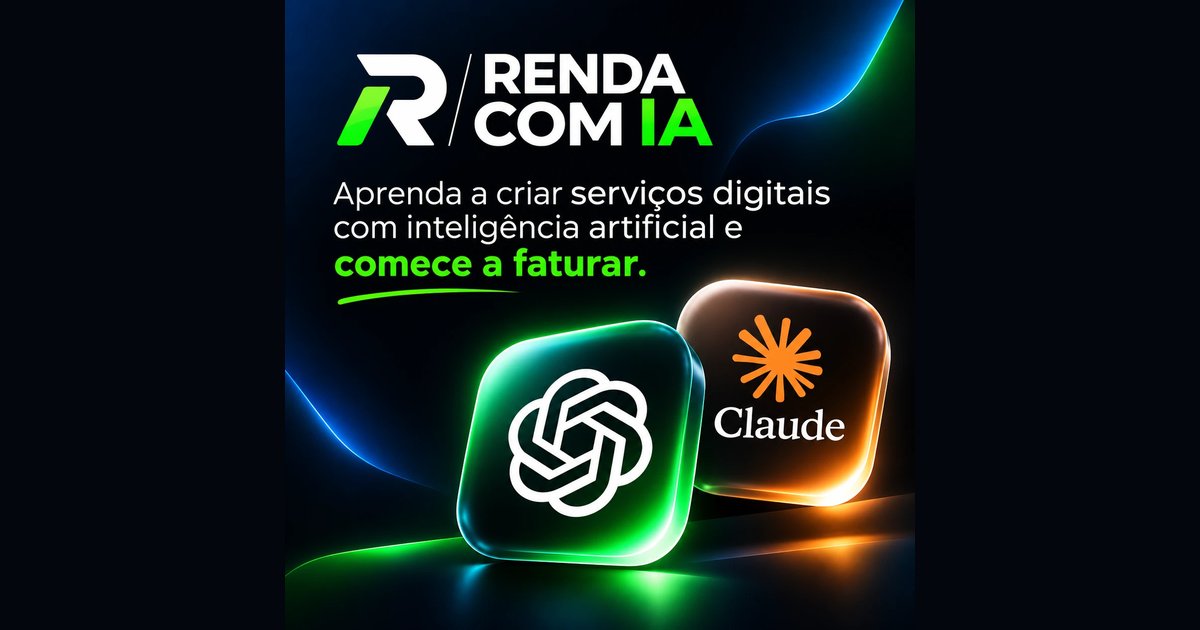 RENDA
COM IA
Aprenda a criar serviços digitais
com inteligência artificial e
comece a faturar.
Claude